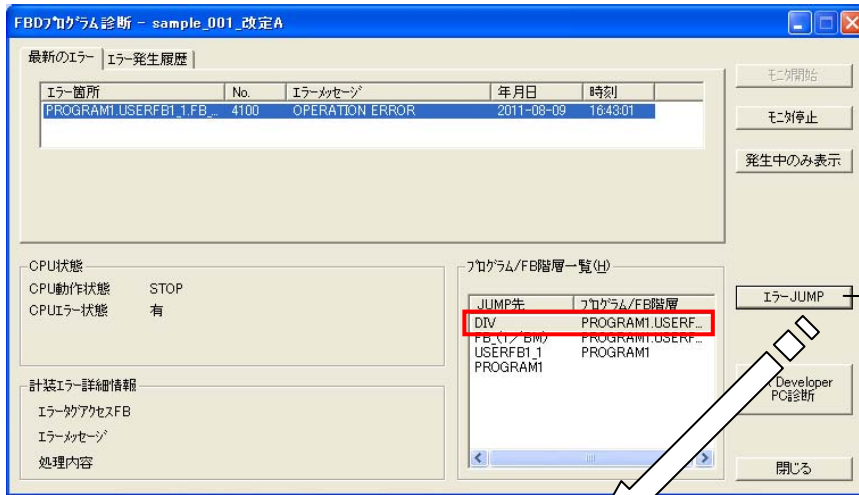 FBDﾌﾟﾛｸﾞﾗﾑ診断 - sample_001_改定A
最新のｴﾗｰ
ｴﾗｰ発生履歴
ｴﾗｰ箇所 No. ｴﾗｰﾒｯｾｰｼﾞ 年月日 時刻
PROGRAM1.USERFB1_1.FB_... 4100 OPERATION ERROR 2011-08-09 16:43:01
ﾓﾆﾀ開始
ﾓﾆﾀ停止
発生中のみ表示
CPU状態
CPU動作状態 STOP
CPUｴﾗｰ状態 有
ﾌﾟﾛｸﾞﾗﾑ/FB階層一覧(H)
JUMP先 ﾌﾟﾛｸﾞﾗﾑ/FB階層
DIV PROGRAM1.USERF...
FB_(1／BM) PROGRAM1.USERF...
USERFB1_1 PROGRAM1
PROGRAM1
ｴﾗｰJUMP
Developer
PC診断
閉じる
計装ｴﾗｰ詳細情報
ｴﾗｰﾀｸﾞｱｸｾｽFB
ｴﾗｰﾒｯｾｰｼﾞ
処理内容